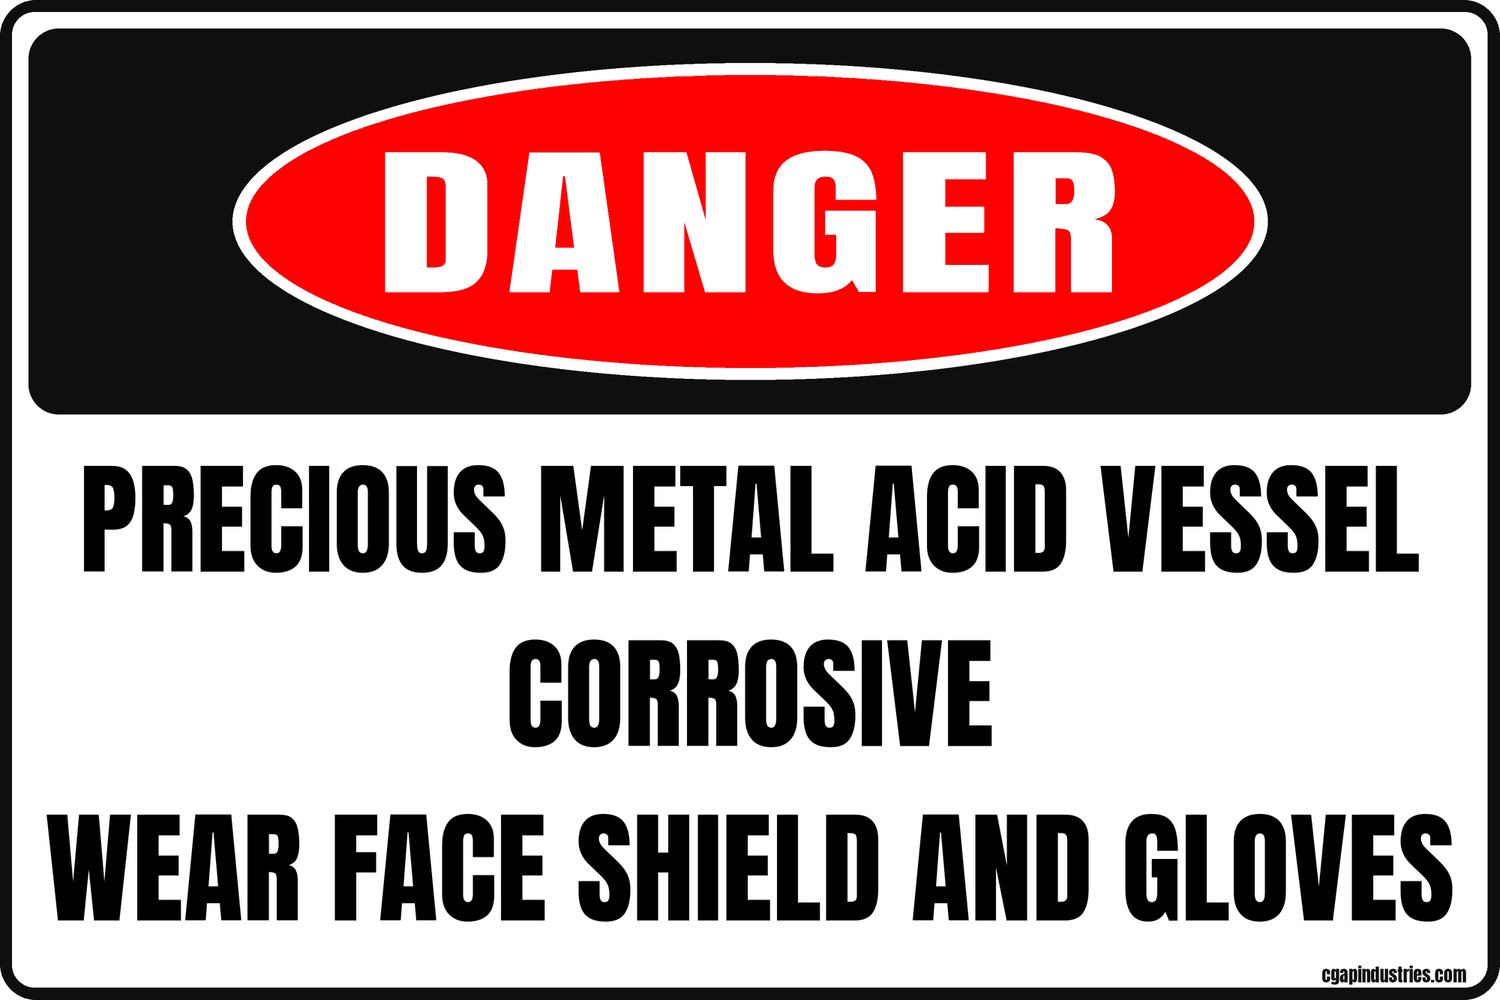 DANGER
PRECIOUS METAL ACID VESSEL
CORROSIVE
WEAR FACE SHIELD AND GLOVES
cgapindustries.com